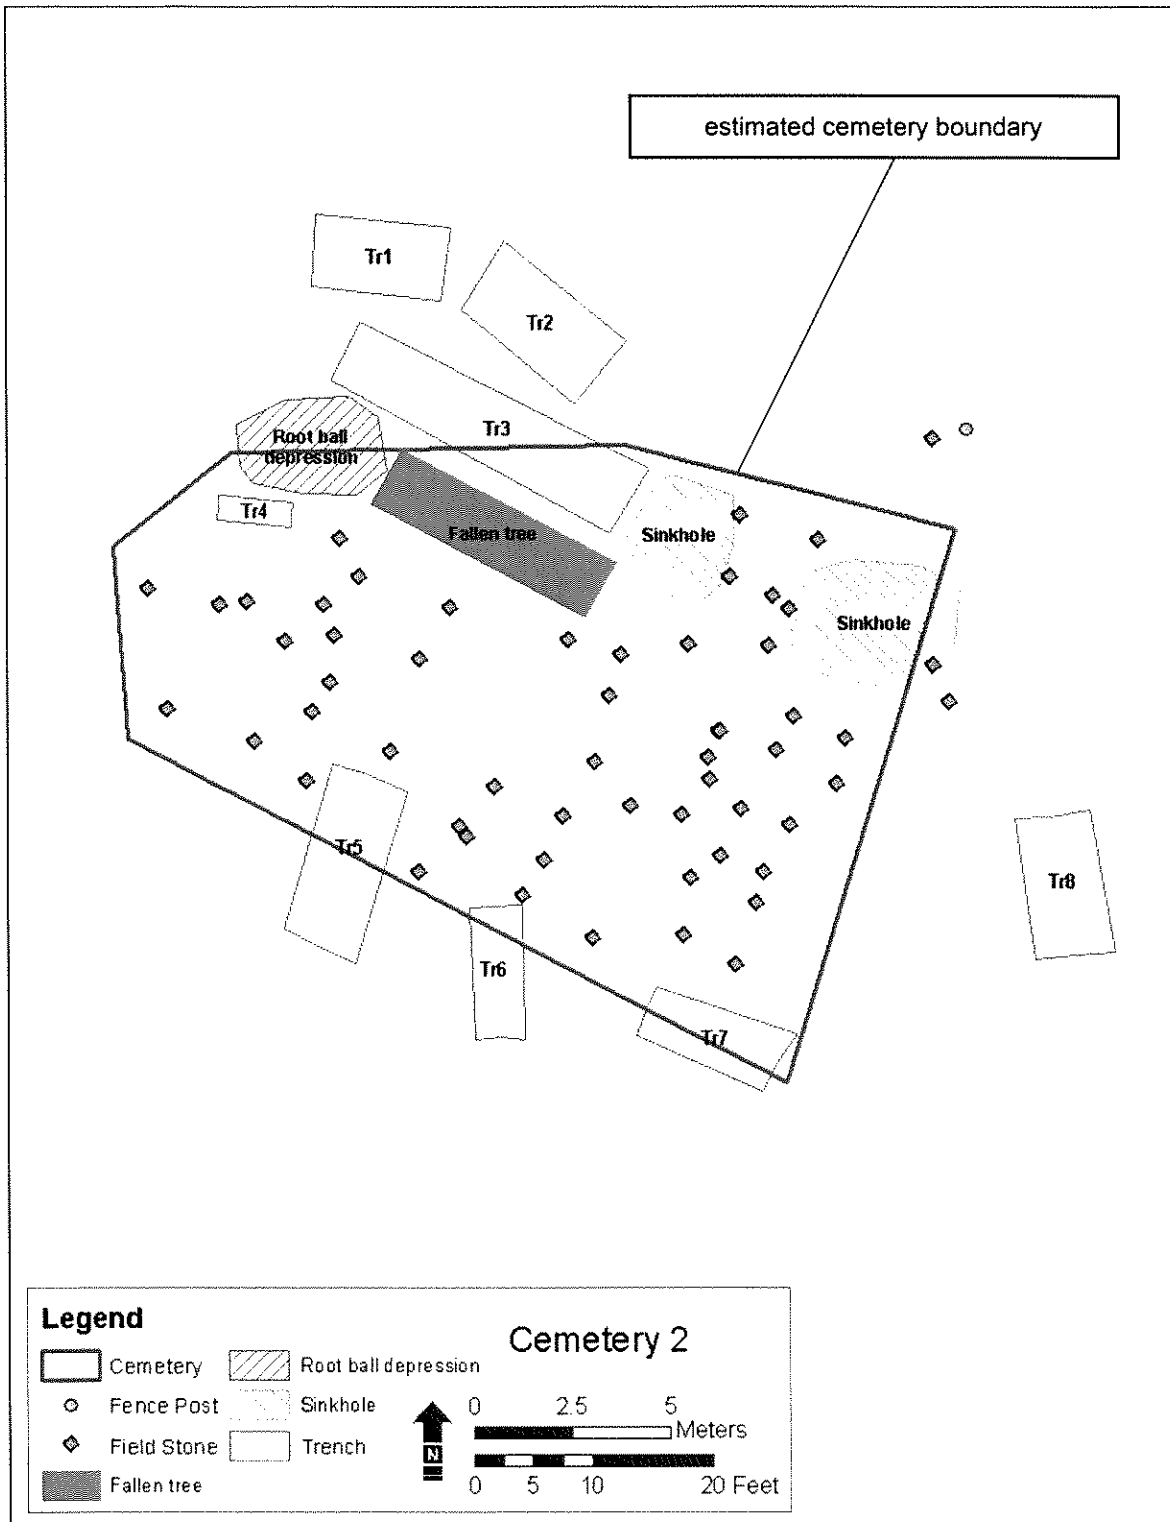 estimated cemetery boundary
Tr1
Tr2
Tr3
Root ball
depression
Tr4
Fallen tree
Sinkhole
Sinkhole
Tr5
Tr8
Tr6
Tr7
Legend
Cemetery
Fence Post
Field Stone
Fallen tree
Root ball depression
Sinkhole
Trench
Cemetery 2
N
0 2.5 5
Meters
0 5 10 20 Feet